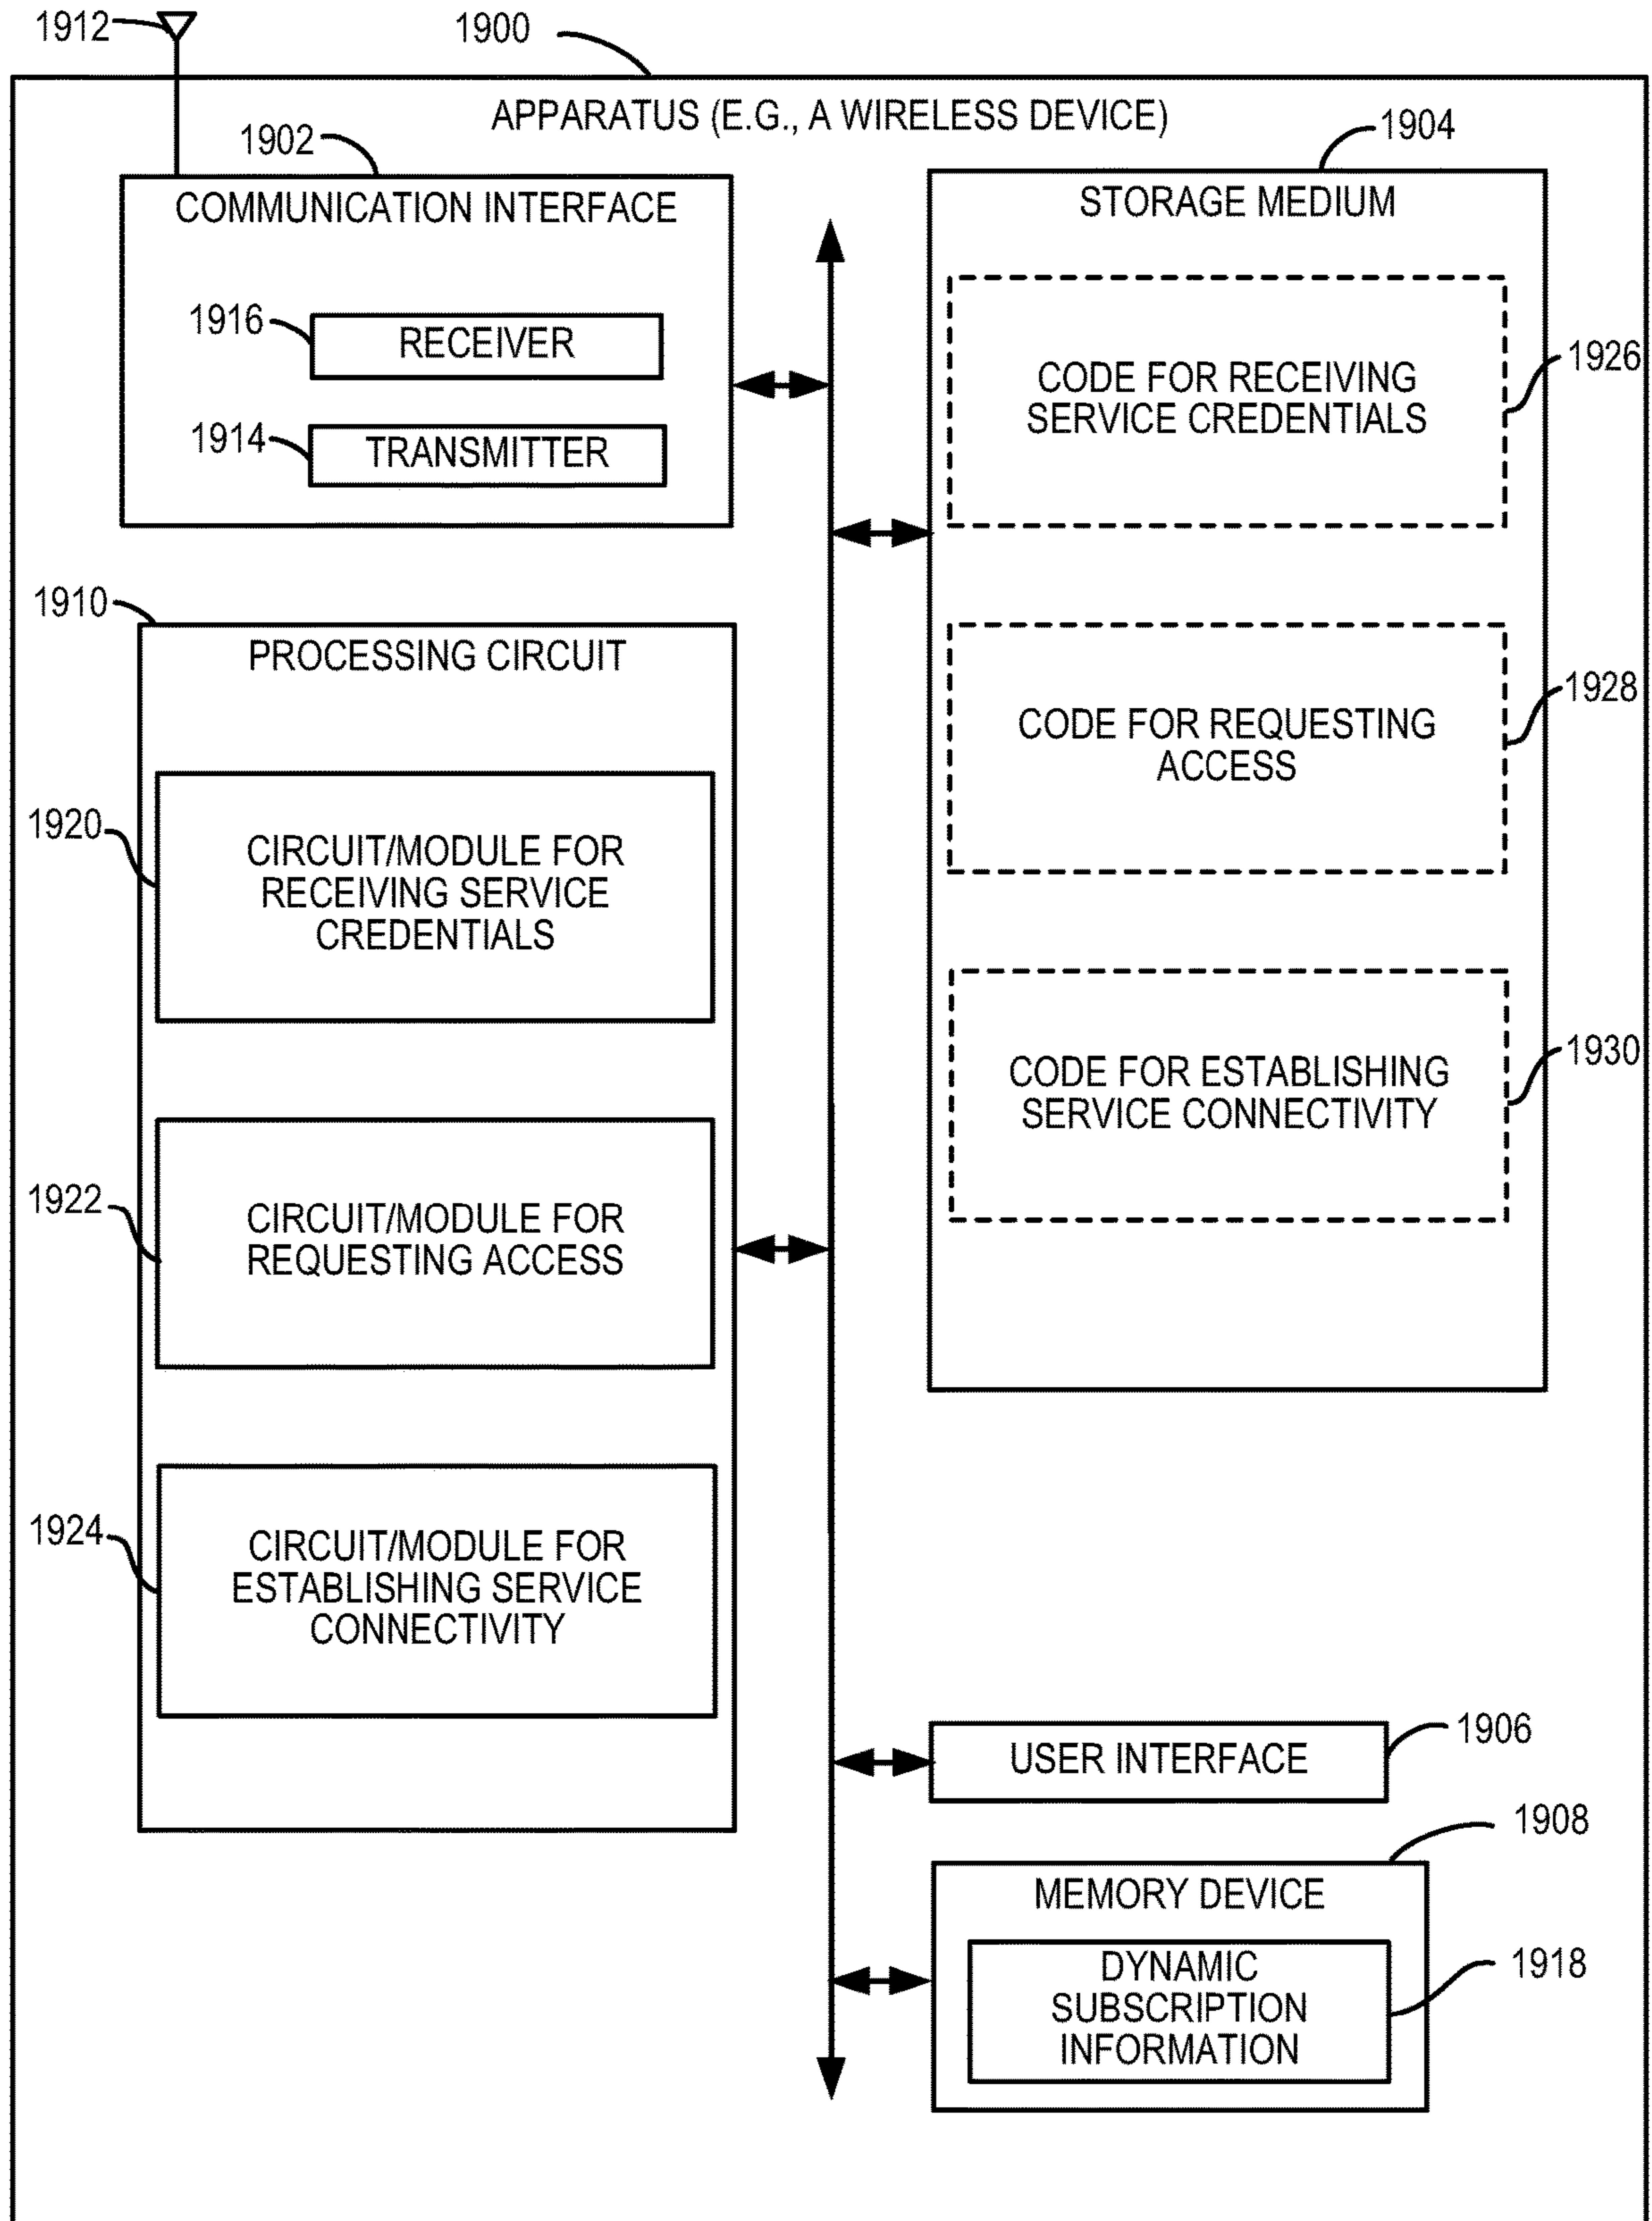 1912
1900
APPARATUS (E.G., A WIRELESS DEVICE)
1902
1904
COMMUNICATION INTERFACE
1916
RECEIVER
1914
TRANSMITTER
STORAGE MEDIUM
CODE FOR RECEIVING
SERVICE CREDENTIALS
1926
CODE FOR REQUESTING
ACCESS
1928
CODE FOR ESTABLISHING
SERVICE CONNECTIVITY
1930
1910
PROCESSING CIRCUIT
1920
CIRCUIT/MODULE FOR
RECEIVING SERVICE
CREDENTIALS
1922
CIRCUIT/MODULE FOR
REQUESTING ACCESS
1924
CIRCUIT/MODULE FOR
ESTABLISHING SERVICE
CONNECTIVITY
USER INTERFACE
1906
1908
MEMORY DEVICE
DYNAMIC
SUBSCRIPTION
INFORMATION
1918